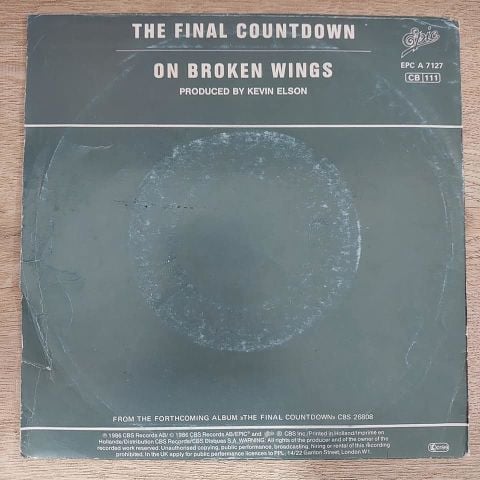 THE FINAL COUNTDOWN
Epic
ON BROKEN WINGS
EPC A 7127
CB 111
PRODUCED BY KEVIN ELSON
FROM THE FORTHCOMING ALBUM »THE FINAL COUNTDOWN« CBS 26808
℗ 1986 CBS Records AB/ © 1986 CBS Records AB/EPIC® and ® CBS Inc./Printed in Holland/Imprimé en
Hollande/Distribution CBS Records/CBS Disques S.A. WARNING: All rights of the producer and of the owner of the
recorded work reserved. Unauthorised copying, public performance, broadcasting, hiring or rental of this recording
prohibited. In the UK apply for public performance licences to PPL, 14/22 Ganton Street, London W1.